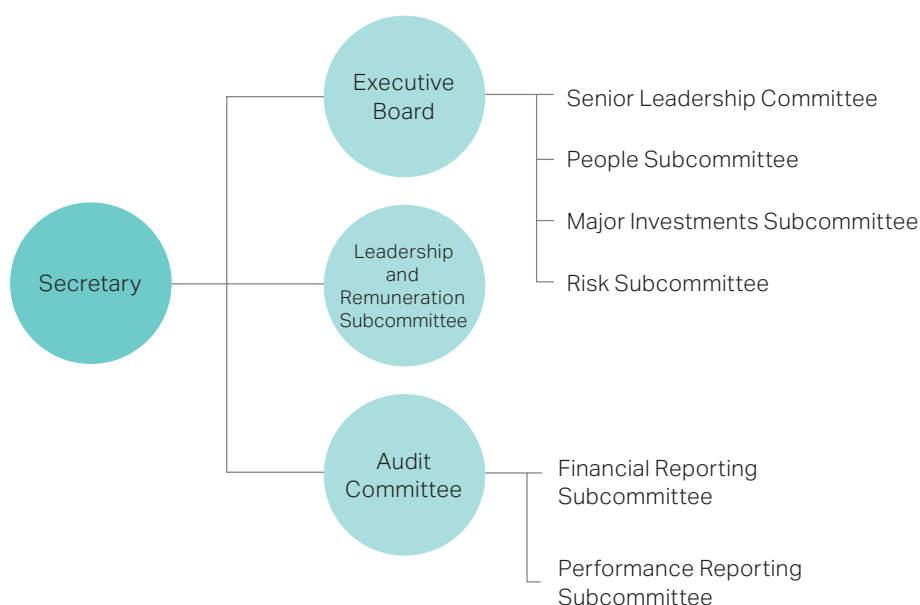 Secretary
Executive
Board
Senior Leadership Committee
People Subcommittee
Major Investments Subcommittee
Risk Subcommittee
Leadership
and
Remuneration
Subcommittee
Audit
Committee
Financial Reporting
Subcommittee
Performance Reporting
Subcommittee